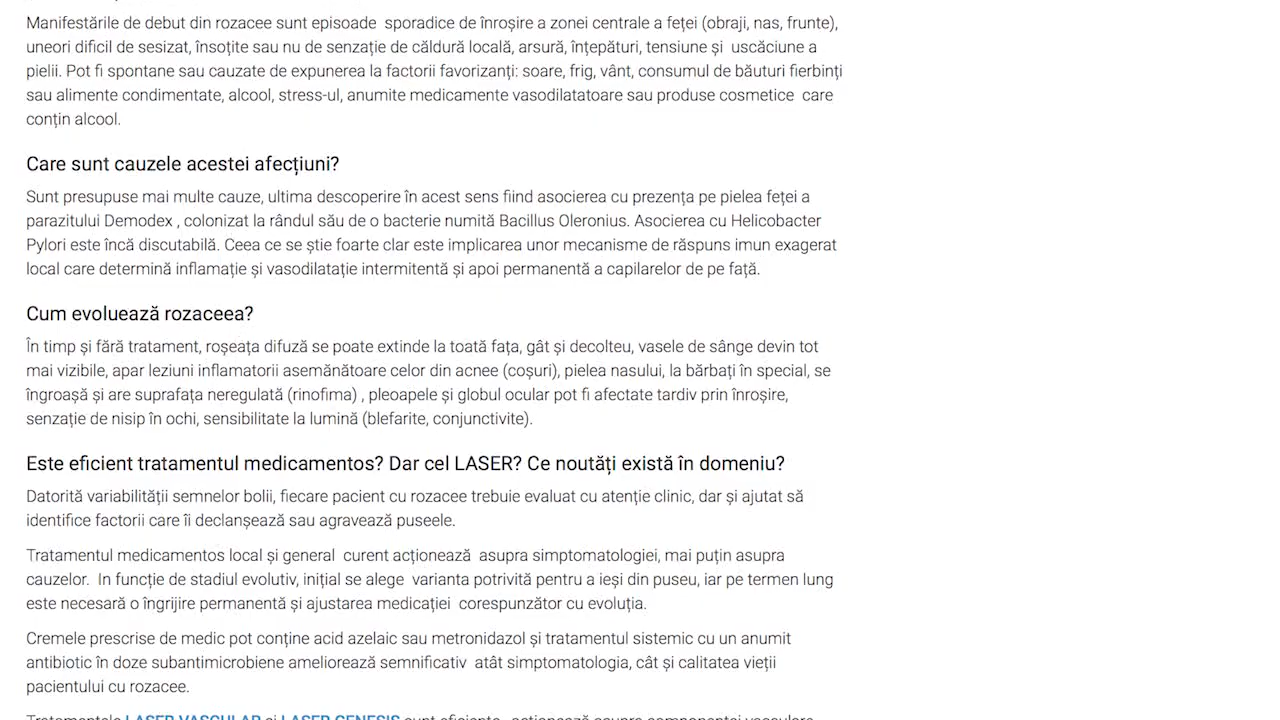 Manifestările de debut din rozacee sunt episoade  sporadice de înroșire a zonei centrale a feței (obraji, nas, frunte),
uneori dificil de sesizat, însoțite sau nu de senzație de căldură locală, arsură, înțepături, tensiune și  uscăciune a
pielii. Pot fi spontane sau cauzate de expunerea la factorii favorizanți: soare, frig, vânt, consumul de băuturi fierbinți
sau alimente condimentate, alcool, stress-ul, anumite medicamente vasodilatatoare sau produse cosmetice  care
conțin alcool.
Care sunt cauzele acestei afecțiuni?
Sunt presupuse mai multe cauze, ultima descoperire în acest sens fiind asocierea cu prezența pe pielea feței a
parazitului Demodex , colonizat la rândul său de o bacterie numită Bacillus Oleronius. Asocierea cu Helicobacter
Pylori este încă discutabilă. Ceea ce se știe foarte clar este implicarea unor mecanisme de răspuns imun exagerat
local care determină inflamație și vasodilatație intermitentă și apoi permanentă a capilarelor de pe față.
Cum evoluează rozaceea?
În timp și fără tratament, roșeața difuză se poate extinde la toată fața, gât și decolteu, vasele de sânge devin tot
mai vizibile, apar leziuni inflamatorii asemănătoare celor din acnee (coșuri), pielea nasului, la bărbați în special, se
îngroașă și are suprafața neregulată (rinofima) , pleoapele și globul ocular pot fi afectate tardiv prin înroșire,
senzație de nisip în ochi, sensibilitate la lumină (blefarite, conjunctivite).
Este eficient tratamentul medicamentos? Dar cel LASER? Ce noutăți există în domeniu?
Datorită variabilității semnelor bolii, fiecare pacient cu rozacee trebuie evaluat cu atenție clinic, dar și ajutat să
identifice factorii care îi declanșează sau agravează puseele.
Tratamentul medicamentos local și general  curent acționează  asupra simptomatologiei, mai puțin asupra
cauzelor.  In funcție de stadiul evolutiv, inițial se alege  varianta potrivită pentru a ieși din puseu, iar pe termen lung
este necesară o îngrijire permanentă și ajustarea medicației  corespunzător cu evoluția.
Cremele prescrise de medic pot conține acid azelaic sau metronidazol și tratamentul sistemic cu un anumit
antibiotic în doze subantimicrobiene ameliorează semnificativ  atât simptomatologia, cât și calitatea vieții
pacientului cu rozacee.
Tratamentele LASER VASCULAR și LASER GENESIS sunt eficiente,  acționează asupra componentei vasculare